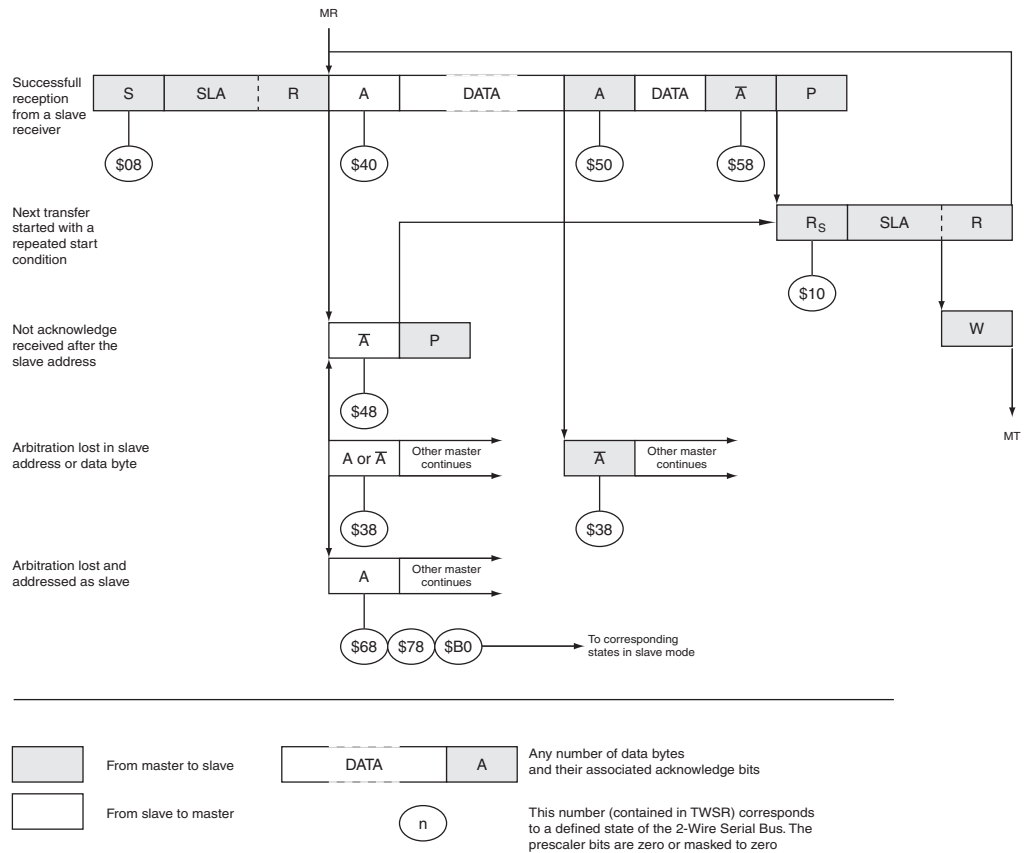 MR
Successfull
reception
from a slave
receiver
S SLA R A DATA A DATA A̅ P
$08 $40 $50 $58
Next transfer
started with a
repeated start
condition
RS SLA R
$10
Not acknowledge
received after the
slave address
A̅ P
W
$48
MT
Arbitration lost in slave
address or data byte
A or A̅
Other master
continues
A̅
Other master
continues
$38 $38
Arbitration lost and
addressed as slave
A
Other master
continues
$68 $78 $B0
To corresponding
states in slave mode
From master to slave
DATA A
Any number of data bytes
and their associated acknowledge bits
From slave to master
n
This number (contained in TWSR) corresponds
to a defined state of the 2-Wire Serial Bus. The
prescaler bits are zero or masked to zero